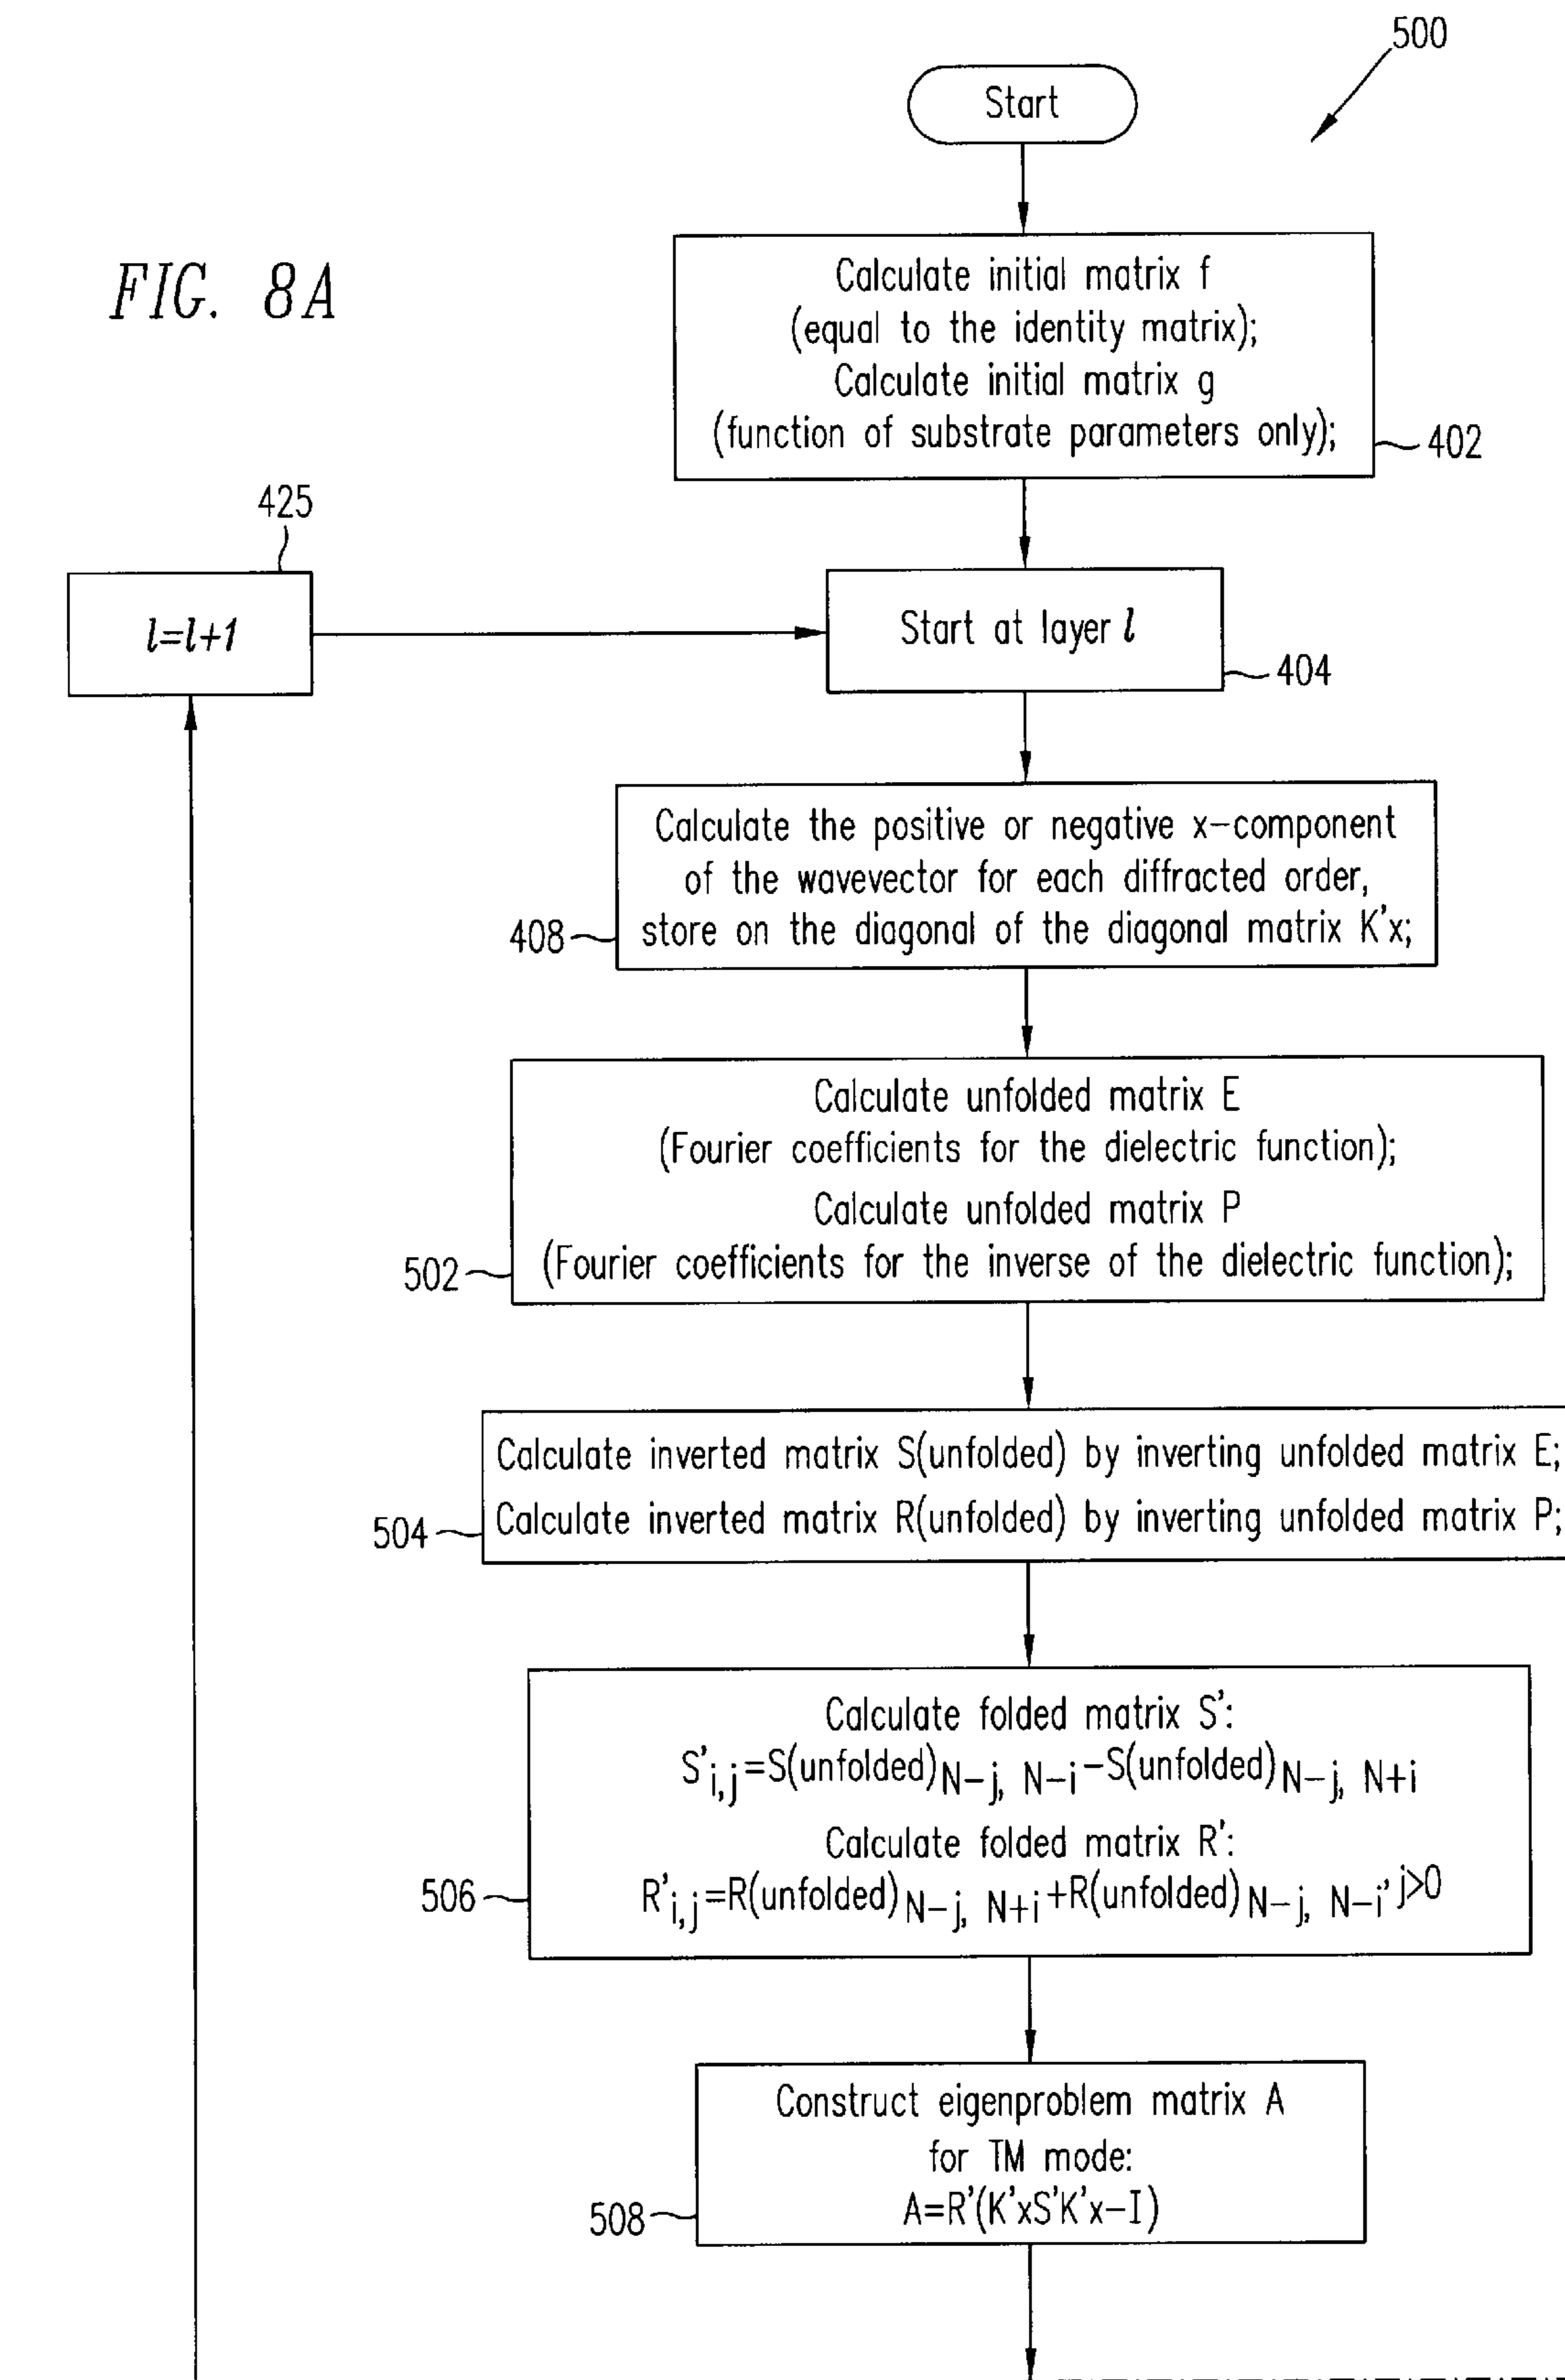 500
Start
FIG. 8A
Calculate initial matrix f
(equal to the identity matrix);
Calculate initial matrix g
(function of substrate parameters only);
402
425
l=l+1
Start at layer l
404
Calculate the positive or negative x-component
of the wavevector for each diffracted order,
store on the diagonal of the diagonal matrix K'x;
408
Calculate unfolded matrix E
(Fourier coefficients for the dielectric function);
Calculate unfolded matrix P
(Fourier coefficients for the inverse of the dielectric function);
502
Calculate inverted matrix S(unfolded) by inverting unfolded matrix E;
Calculate inverted matrix R(unfolded) by inverting unfolded matrix P;
504
Calculate folded matrix S':
S'i,j=S(unfolded)N-j, N-i-S(unfolded)N-j, N+i
Calculate folded matrix R':
R'i,j=R(unfolded)N-j, N+i+R(unfolded)N-j, N-i' j>0
506
Construct eigenproblem matrix A
for TM mode:
A=R'(K'xS'K'x-I)
508